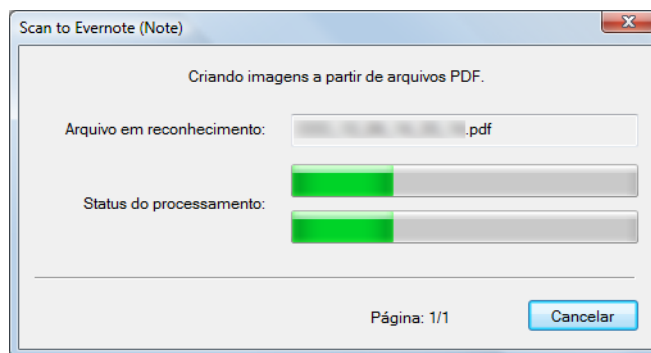 Scan to Evernote (Note)
Criando imagens a partir de arquivos PDF.
Arquivo em reconhecimento:
.pdf
Status do processamento:
Página: 1/1
Cancelar